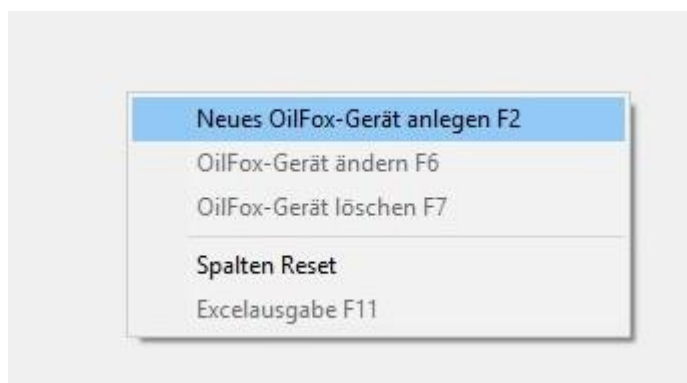 Neues OilFox-Gerät anlegen F2
OilFox-Gerät ändern F6
OilFox-Gerät löschen F7
Spalten Reset
Excelausgabe F11